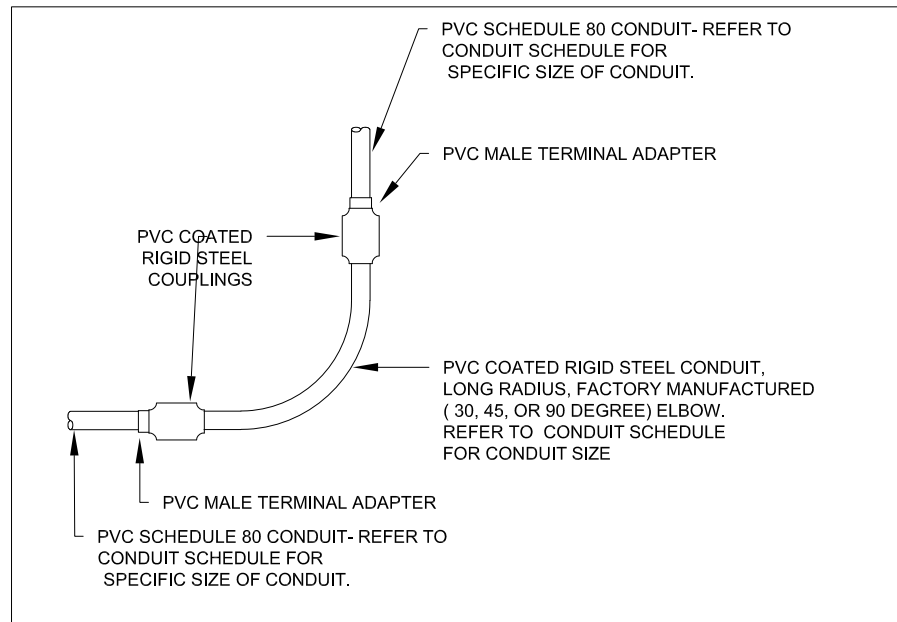 PVC SCHEDULE 80 CONDUIT- REFER TO
CONDUIT SCHEDULE FOR
SPECIFIC SIZE OF CONDUIT.
PVC MALE TERMINAL ADAPTER
PVC COATED
RIGID STEEL
COUPLINGS
PVC COATED RIGID STEEL CONDUIT,
LONG RADIUS, FACTORY MANUFACTURED
( 30, 45, OR 90 DEGREE) ELBOW.
REFER TO CONDUIT SCHEDULE
FOR CONDUIT SIZE
PVC MALE TERMINAL ADAPTER
PVC SCHEDULE 80 CONDUIT- REFER TO
CONDUIT SCHEDULE FOR
SPECIFIC SIZE OF CONDUIT.